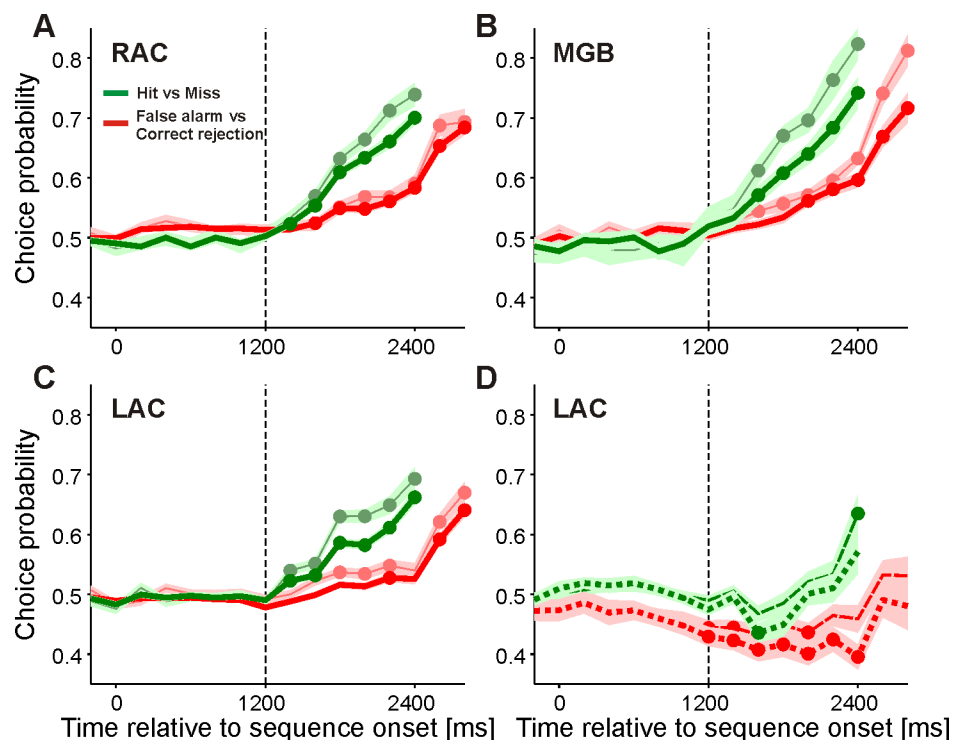 A
RAC
Hit vs Miss
False alarm vs
Correct rejection
Choice probability
0.8
0.7
0.6
0.5
0.4
0
1200
2400
B
MGB
0.8
0.7
0.6
0.5
0.4
0
1200
2400
C
LAC
Choice probability
0.8
0.7
0.6
0.5
0.4
0
1200
2400
Time relative to sequence onset [ms]
D
LAC
0.8
0.7
0.6
0.5
0.4
0
1200
2400
Time relative to sequence onset [ms]